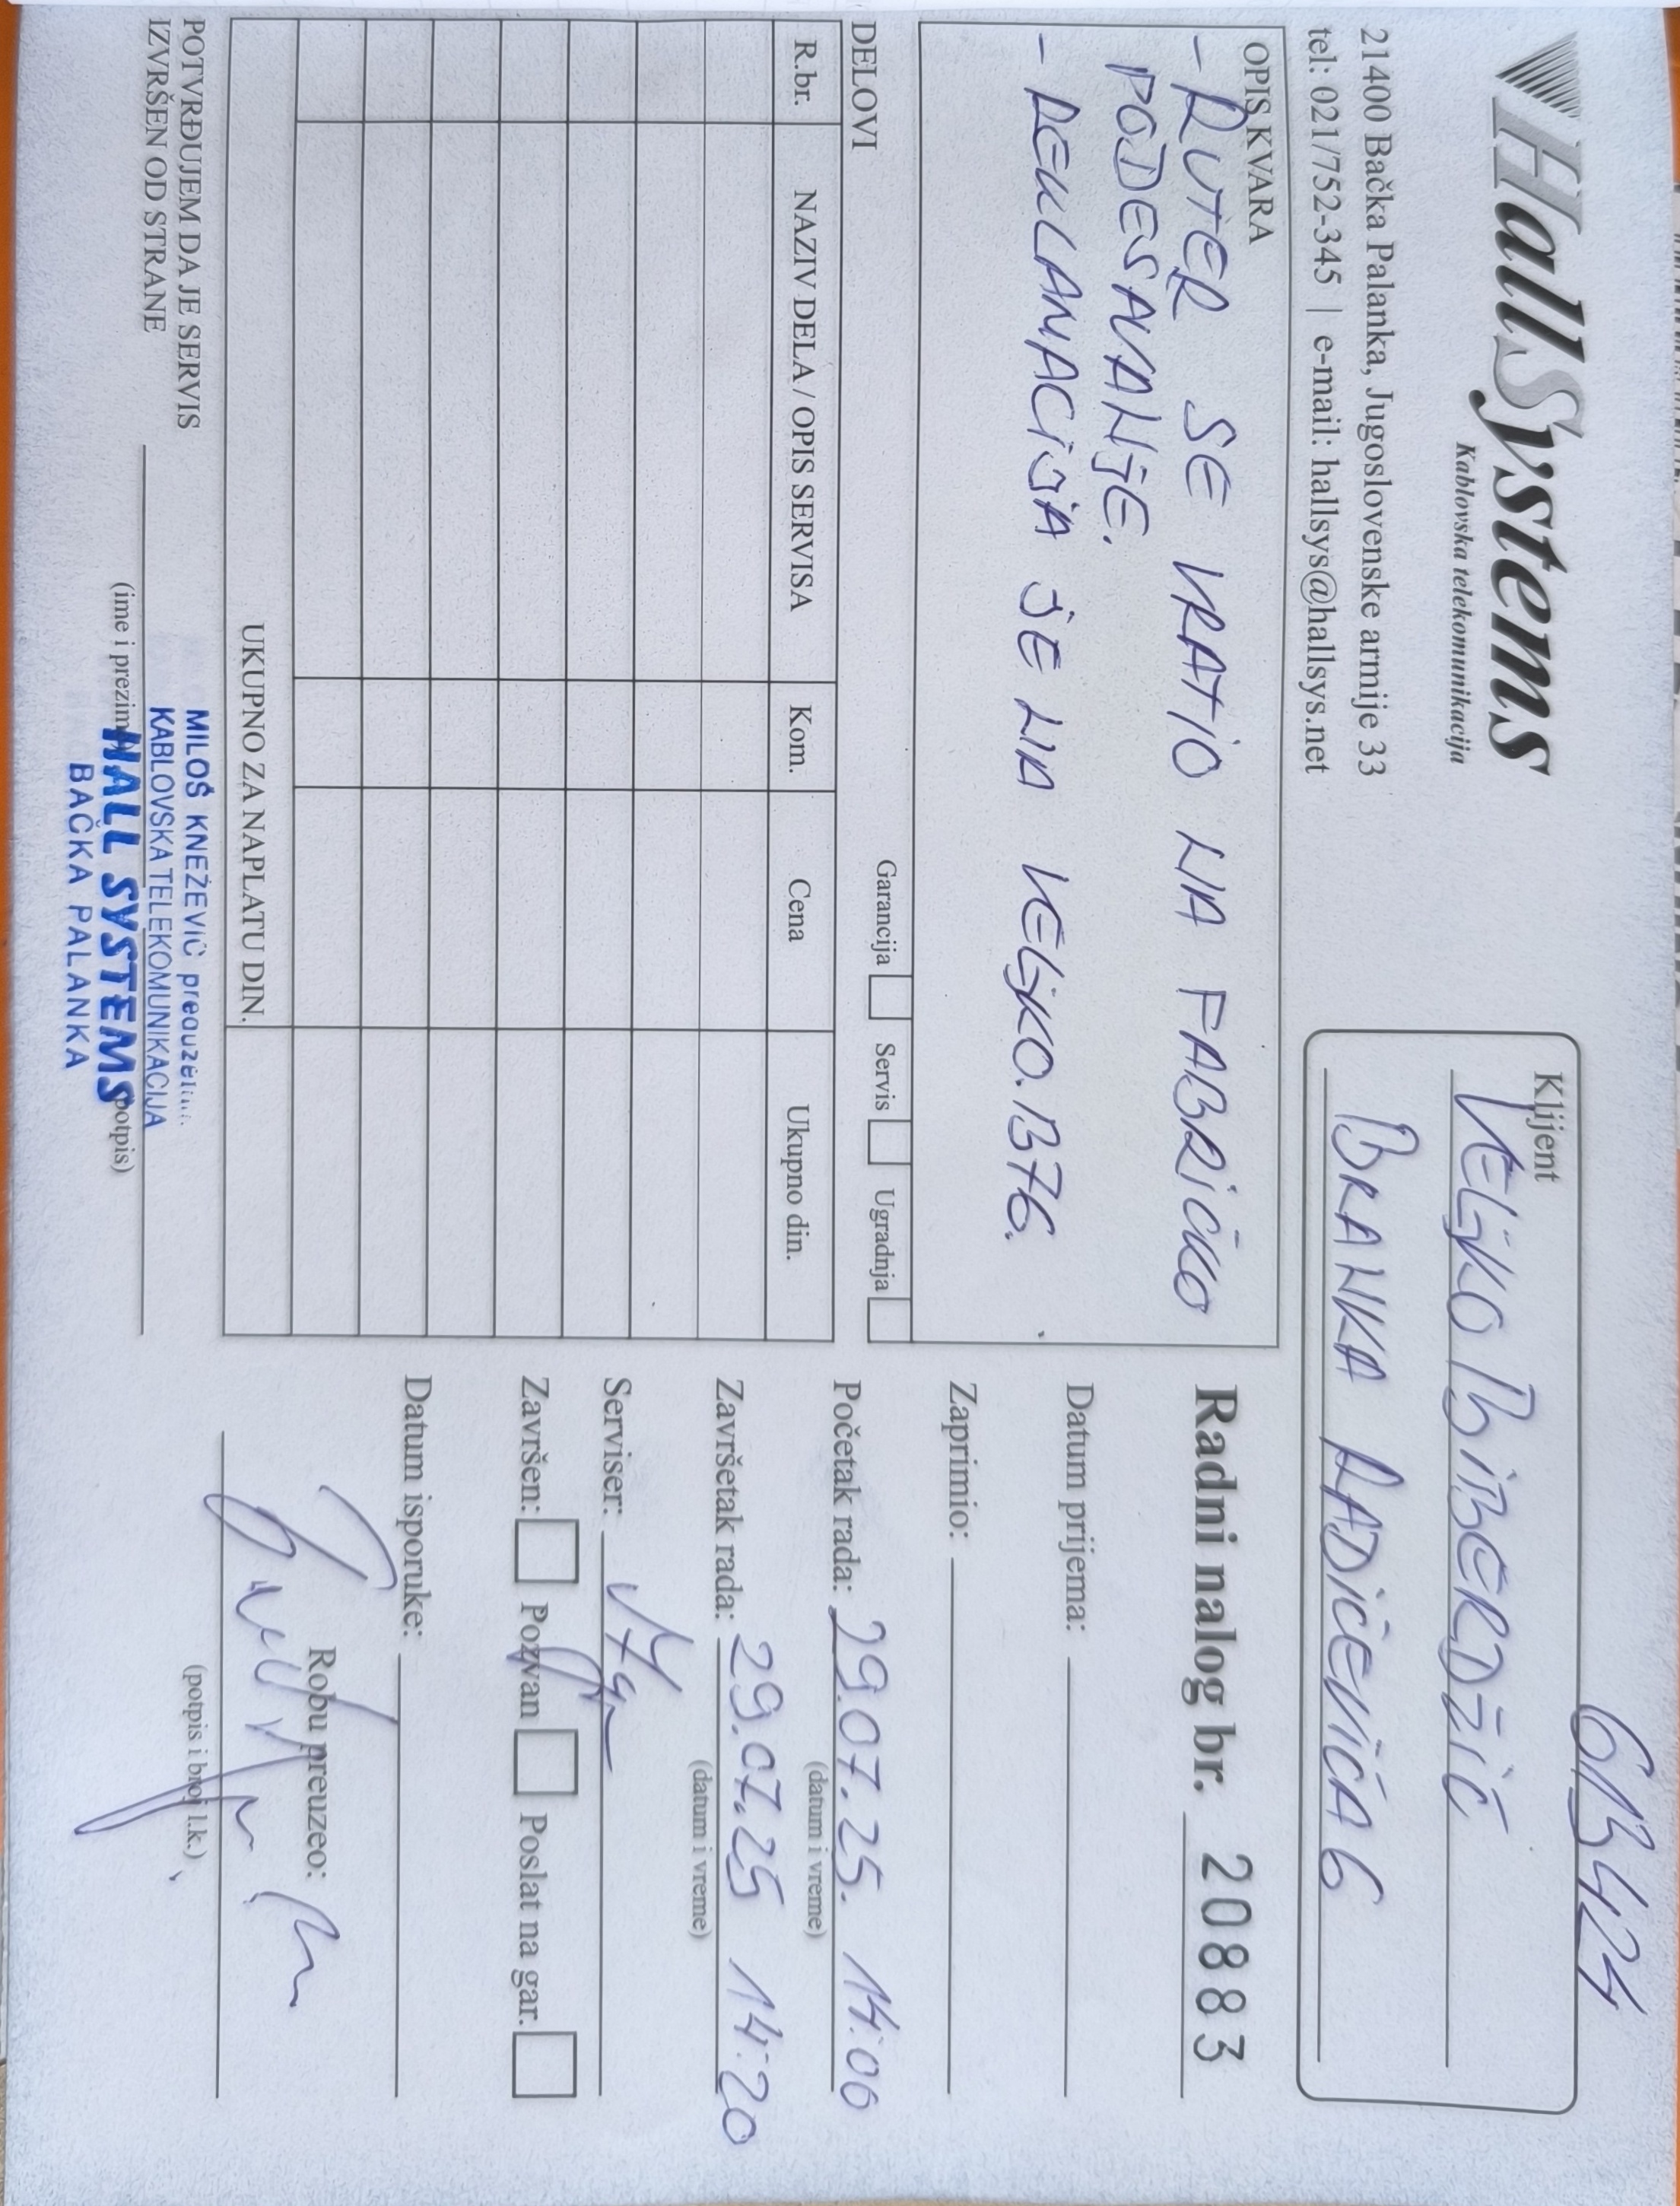 HallSystems
Kablovska telekomunikacija
21400 Bačka Palanka, Jugoslovenske armije 33
tel: 021/752-345 | e-mail: hallsys@hallsys.net
Klijent
VELJKO BIBERDŽIĆ
BRANKA RADIČEVIĆA 6
OPIS KVARA
- RUTER SE VRATIO NA FABRIČKO
PODESAVANJE.
- REKLAMACIJA JE NA VELJKO.B76.
DELOVI
Garancija Servis Ugradnja
R.br. NAZIV DELA / OPIS SERVISA Kom. Cena Ukupno din.
UKUPNO ZA NAPLATU DIN.
POTVRĐUJEM DA JE SERVIS
IZVRŠEN OD STRANE
(ime i prezime potpis)
MILOŠ KNEŽEVIĆ preduzetnik
KABLOVSKA TELEKOMUNIKACIJA
HALL SYSTEMS
BAČKA PALANKA
Radni nalog br. 20883
Datum prijema:
Zaprimio:
Početak rada: 29.07.25. 14:06
(datum i vreme)
Završetak rada: 29.07.25 14:20
(datum i vreme)
Serviser:
Završen: Pozvan Poslat na gar.
Datum isporuke:
Robu preuzeo:
(potpis i broj l.k.)